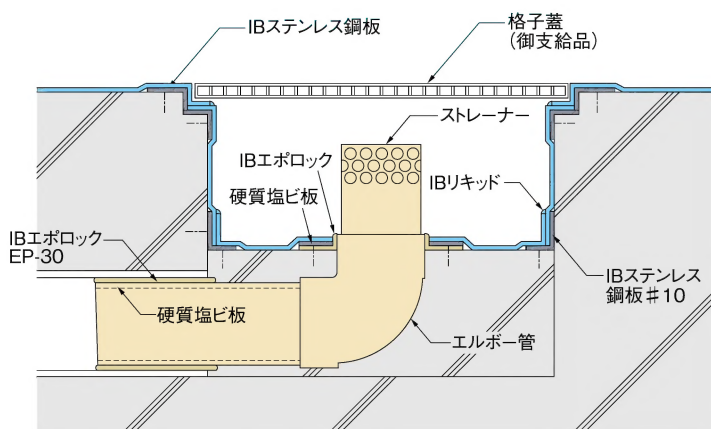 IBステンレス鋼板
格子蓋
(御支給品)
ストレーナー
IBエポロック
硬質塩ビ板
IBリキッド
IBエポロック
EP-30
硬質塩ビ板
IBステンレス
鋼板#10
エルボー管